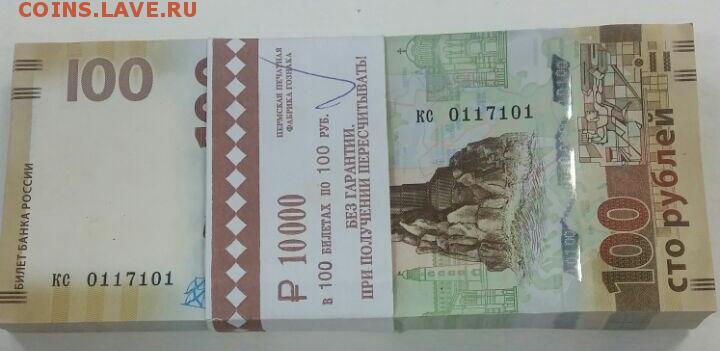 COINS.LAVE.RU
100
БИЛЕТ БАНКА РОССИИ
кс 0117101
100
ПЕРМСКАЯ ПЕЧАТНАЯ
ФАБРИКА ГОЗНАКА
₽ 10000
В 100 БИЛЕТАХ ПО 100 РУБ.
БЕЗ ГАРАНТИИ.
ПРИ ПОЛУЧЕНИИ ПЕРЕСЧИТЫВАТЬ!
кс 0117101
100
сто рублей